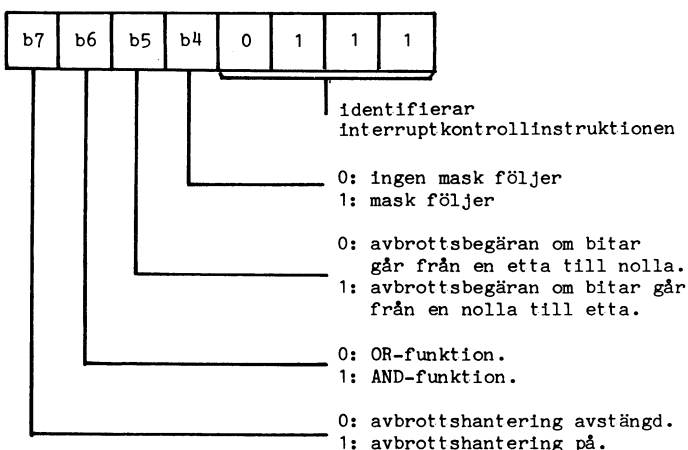 b7 b6 b5 b4 0 1 1 1
identifierar
interruptkontrollinstruktionen
0: ingen mask följer
1: mask följer
0: avbrottsbegäran om bitar
går från en etta till nolla.
1: avbrottsbegäran om bitar går
från en nolla till etta.
0: OR-funktion.
1: AND-funktion.
0: avbrottshantering avstängd.
1: avbrottshantering på.